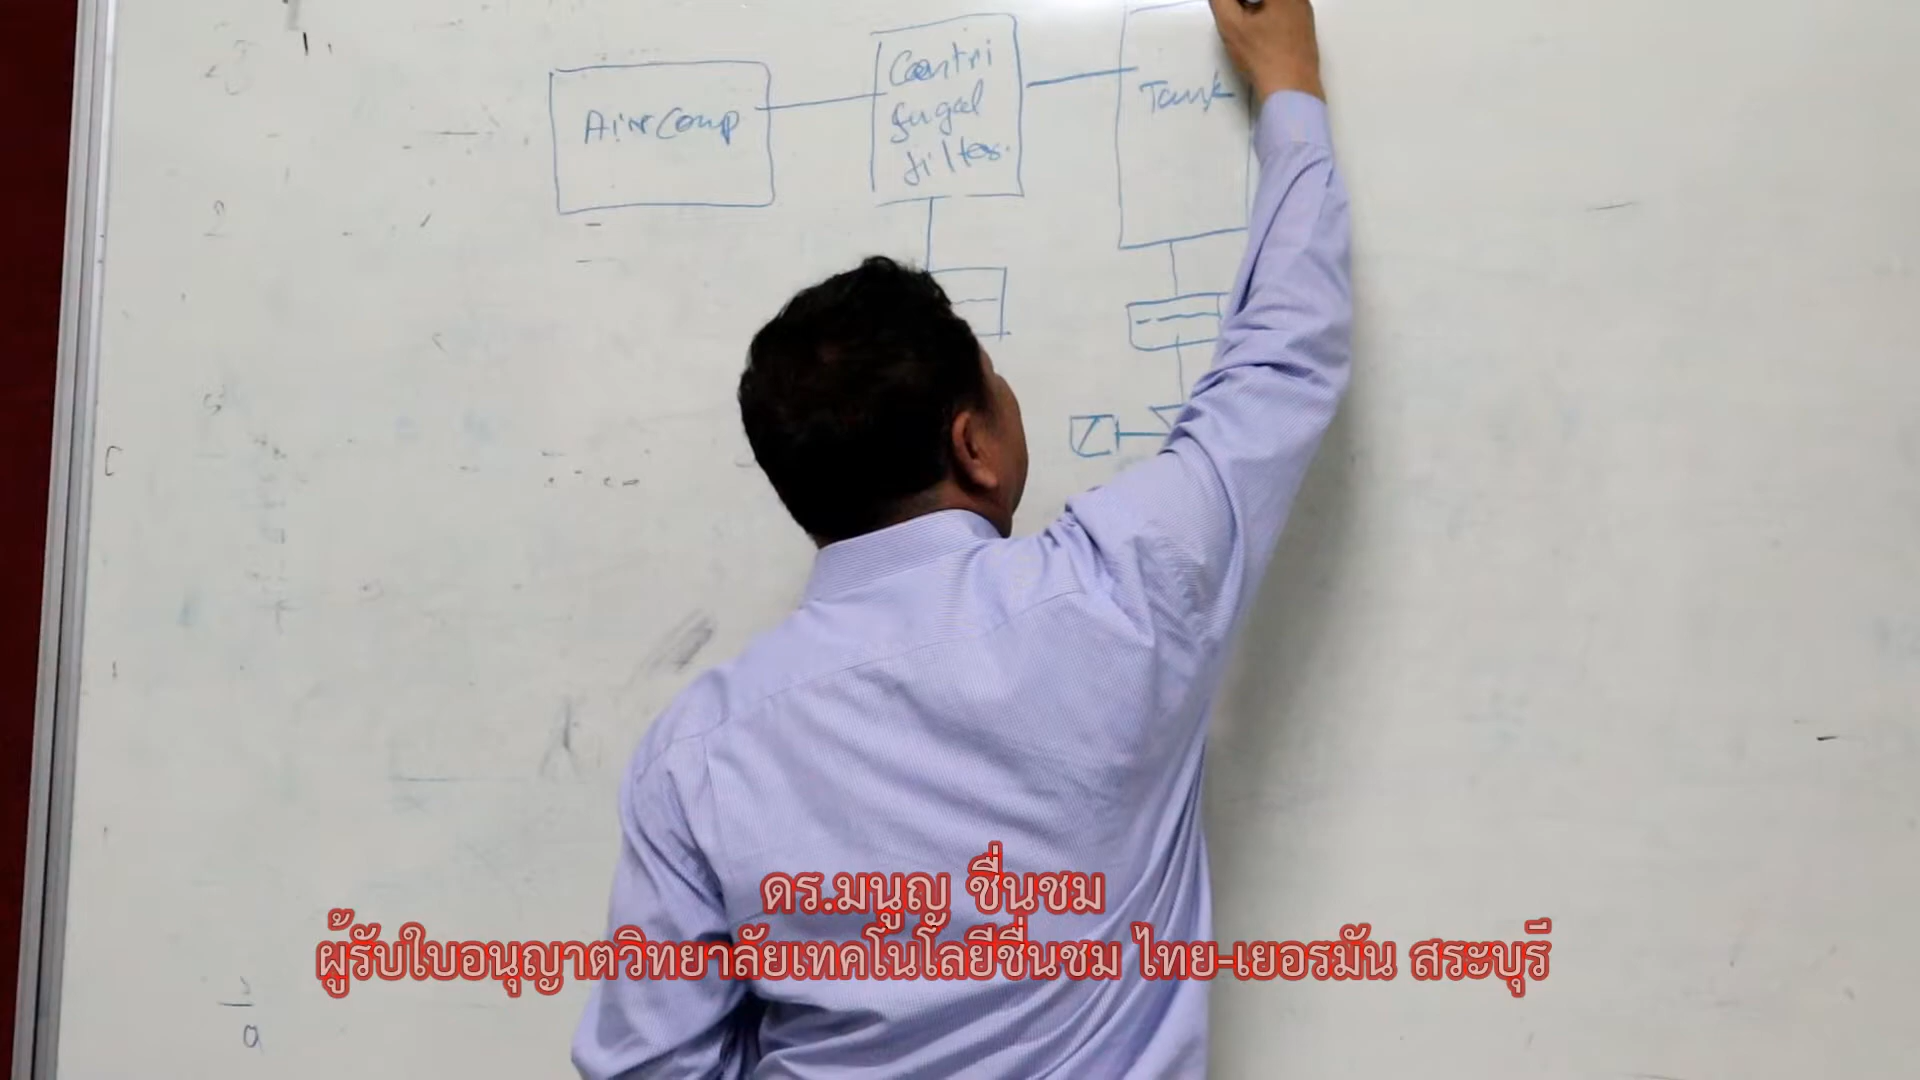 Air Comp
Centri
fugal
filter.
Tank
2
a
ดร.มนูญ ชื่นชม
ผู้รับใบอนุญาตวิทยาลัยเทคโนโลยีชื่นชม ไทย-เยอรมัน สระบุรี